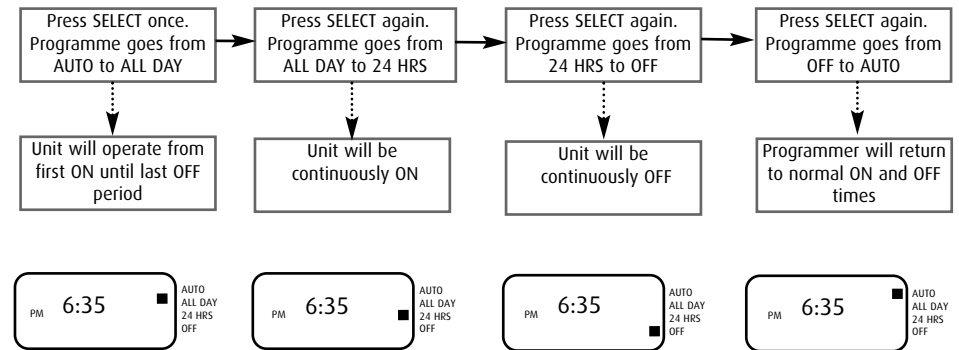 Press SELECT once.
Programme goes from
AUTO to ALL DAY
Press SELECT again.
Programme goes from
ALL DAY to 24 HRS
Press SELECT again.
Programme goes from
24 HRS to OFF
Press SELECT again.
Programme goes from
OFF to AUTO
Unit will operate from
first ON until last OFF
period
Unit will be
continuously ON
Unit will be
continuously OFF
Programmer will return
to normal ON and OFF
times
PM 6:35
AUTO
ALL DAY
24 HRS
OFF
PM 6:35
AUTO
ALL DAY
24 HRS
OFF
PM 6:35
AUTO
ALL DAY
24 HRS
OFF
PM 6:35
AUTO
ALL DAY
24 HRS
OFF